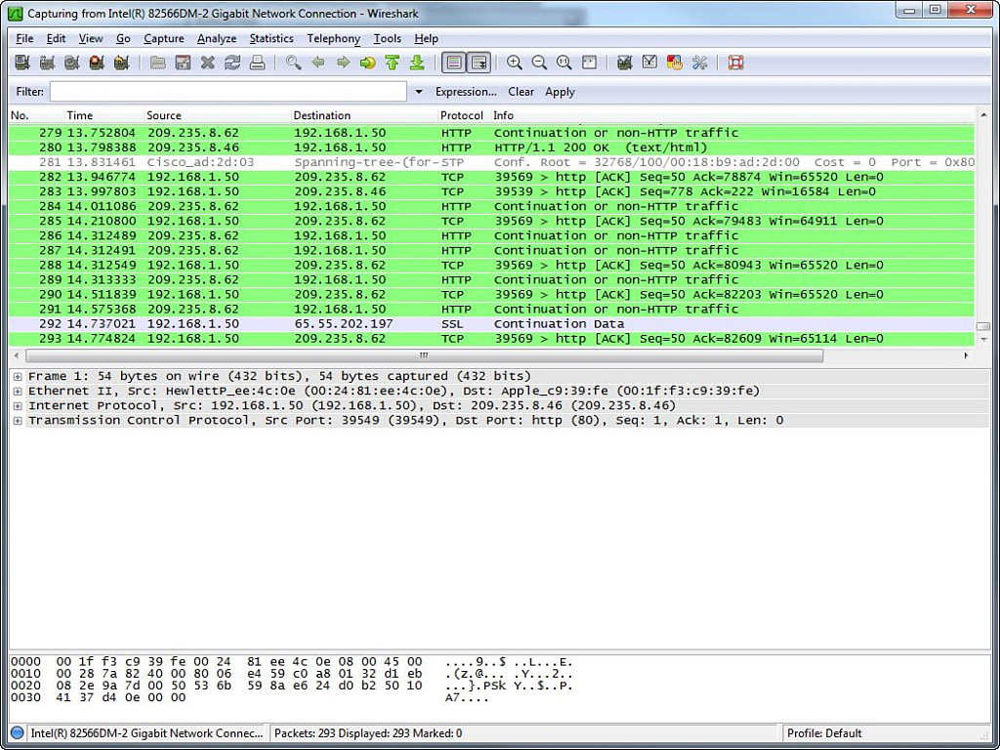 Capturing from Intel(R) 82566DM-2 Gigabit Network Connection - Wireshark
File Edit View Go Capture Analyze Statistics Telephony Tools Help
Filter: Expression... Clear Apply
No. Time Source Destination Protocol Info
279 13.752804 209.235.8.62 192.168.1.50 HTTP Continuation or non-HTTP traffic
280 13.798388 209.235.8.46 192.168.1.50 HTTP HTTP/1.1 200 OK (text/html)
281 13.831461 Cisco_ad:2d:03 Spanning-tree-(for- STP Conf. Root = 32768/100/00:18:b9:ad:2d:00 Cost = 0 Port = 0x80
282 13.946774 192.168.1.50 209.235.8.62 TCP 39569 > http [ACK] Seq=50 Ack=78874 Win=65520 Len=0
283 13.997803 192.168.1.50 209.235.8.46 TCP 39539 > http [ACK] Seq=778 Ack=222 Win=16584 Len=0
284 14.011086 209.235.8.62 192.168.1.50 HTTP Continuation or non-HTTP traffic
285 14.210800 192.168.1.50 209.235.8.62 TCP 39569 > http [ACK] Seq=50 Ack=79483 Win=64911 Len=0
286 14.312489 209.235.8.62 192.168.1.50 HTTP Continuation or non-HTTP traffic
287 14.312491 209.235.8.62 192.168.1.50 HTTP Continuation or non-HTTP traffic
288 14.312549 192.168.1.50 209.235.8.62 TCP 39569 > http [ACK] Seq=50 Ack=80943 Win=65520 Len=0
289 14.313333 209.235.8.62 192.168.1.50 HTTP Continuation or non-HTTP traffic
290 14.511839 192.168.1.50 209.235.8.62 TCP 39569 > http [ACK] Seq=50 Ack=82203 Win=65520 Len=0
291 14.575368 209.235.8.62 192.168.1.50 HTTP Continuation or non-HTTP traffic
292 14.737021 192.168.1.50 65.55.202.197 SSL Continuation Data
293 14.774824 192.168.1.50 209.235.8.62 TCP 39569 > http [ACK] Seq=50 Ack=82609 Win=65114 Len=0
Frame 1: 54 bytes on wire (432 bits), 54 bytes captured (432 bits)
Ethernet II, Src: HewlettP_ee:4c:0e (00:24:81:ee:4c:0e), Dst: Apple_c9:39:fe (00:1f:f3:c9:39:fe)
Internet Protocol, Src: 192.168.1.50 (192.168.1.50), Dst: 209.235.8.46 (209.235.8.46)
Transmission Control Protocol, Src Port: 39549 (39549), Dst Port: http (80), Seq: 1, Ack: 1, Len: 0
0000 00 1f f3 c9 39 fe 00 24 81 ee 4c 0e 08 00 45 00 ....9..$ ..L...E.
0010 00 28 7a 82 40 00 80 06 e4 59 c0 a8 01 32 d1 eb .(z.@... .Y...2..
0020 08 2e 9a 7d 00 50 53 6b 59 8a e6 24 d0 b2 50 10 ...}.PSk Y..$..P.
0030 41 37 d4 0e 00 00 A7....
Intel(R) 82566DM-2 Gigabit Network Connec... Packets: 293 Displayed: 293 Marked: 0 Profile: Default